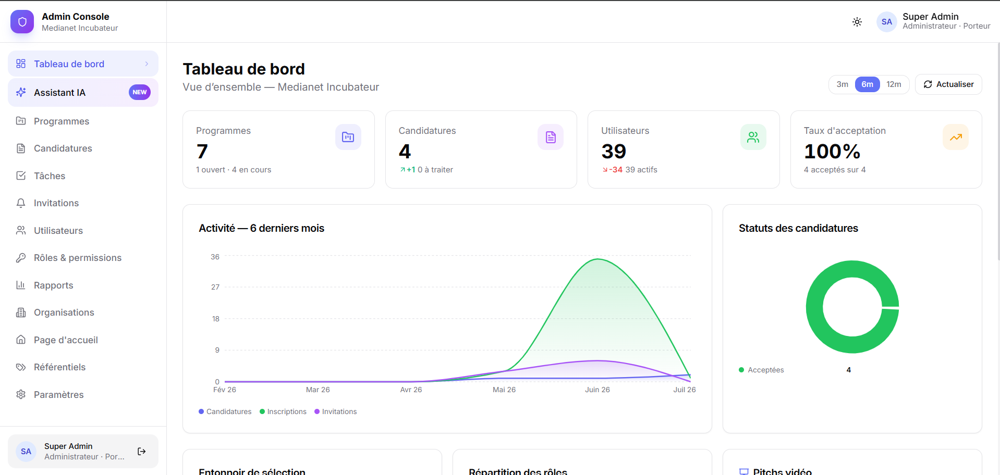 Admin Console
Medianet Incubateur
SA
Super Admin
Administrateur · Porteur
Tableau de bord
Assistant IA
NEW
Programmes
Candidatures
Tâches
Invitations
Utilisateurs
Rôles & permissions
Rapports
Organisations
Page d'accueil
Référentiels
Paramètres
SA
Super Admin
Administrateur · Por...
Tableau de bord
Vue d’ensemble — Medianet Incubateur
3m 6m 12m
Actualiser
Programmes
7
1 ouvert · 4 en cours
Candidatures
4
+1 0 à traiter
Utilisateurs
39
-34 39 actifs
Taux d'acceptation
100%
4 acceptés sur 4
Activité — 6 derniers mois
36
27
18
9
0
Fév 26 Mar 26 Avr 26 Mai 26 Juin 26 Juil 26
Candidatures Inscriptions Invitations
Statuts des candidatures
Acceptées 4
Entonnoir de sélection
Répartition des rôles
Pitchs vidéo